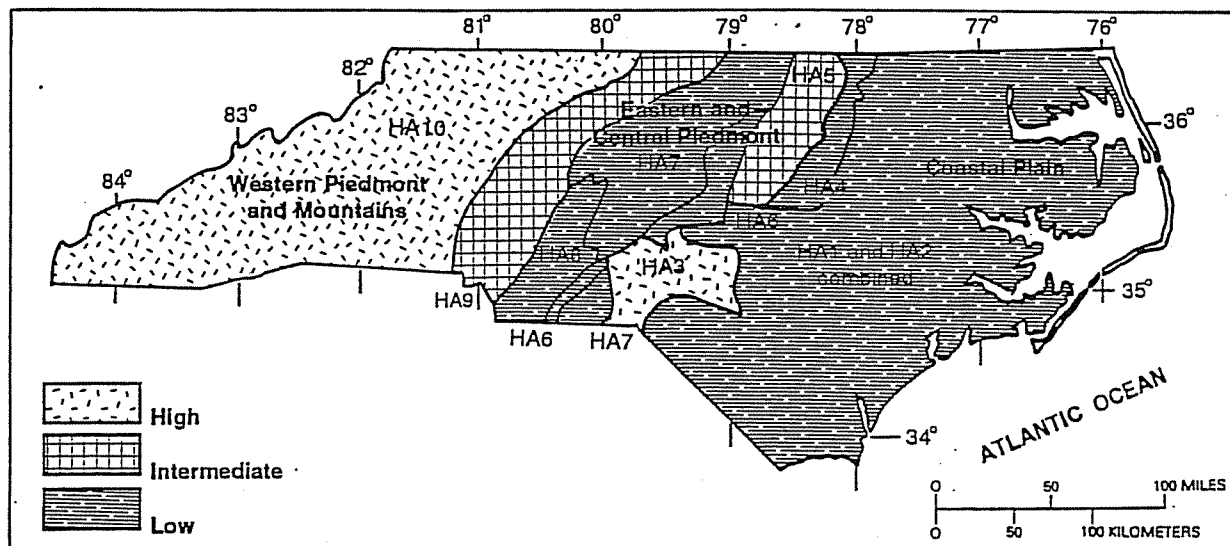 81°
80°
79°
78°
77°
76°
82°
83°
84°
HA5
HA10
Eastern and
Central Piedmont
36°
HA7
Western Piedmont
and Mountains
HA4
Coastal Plain
HA3
HA1 and HA2
combined
35°
HA9
HA6
HA7
High
Intermediate
Low
34°
ATLANTIC OCEAN
0 50 100 MILES
0 50 100 KILOMETERS